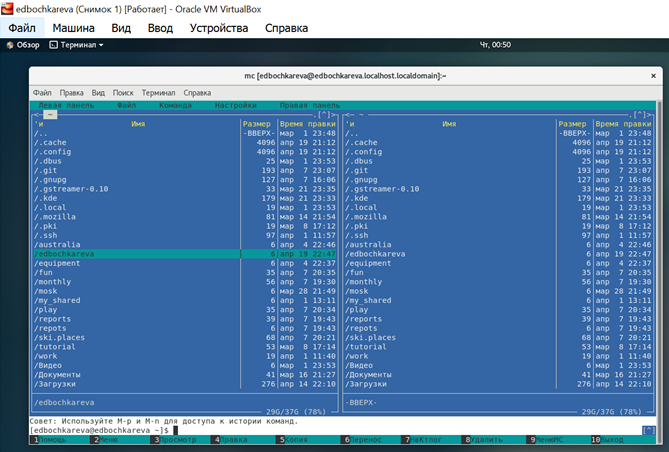 edbochkareva (Снимок 1) [Работает] - Oracle VM VirtualBox
Файл Машина Вид Ввод Устройства Справка
Обзор Терминал Чт, 00:50
mc [edbochkareva@edbochkareva.localhost.localdomain]:~ ×
Файл Правка Вид Поиск Терминал Справка
Левая панель Файл Команда Настройки Правая панель
<— ~ .[^]> <— ~ .[^]>
'и Имя Размер Время правки 'и Имя Размер Время правки
/.. -ВВЕРХ- мар 1 23:48 /.. -ВВЕРХ- мар 1 23:48
/.cache 4096 апр 19 21:12 /.cache 4096 апр 19 21:12
/.config 4096 апр 19 21:12 /.config 4096 апр 19 21:12
/.dbus 25 мар 1 23:53 /.dbus 25 мар 1 23:53
/.git 193 апр 7 23:07 /.git 193 апр 7 23:07
/.gnupg 127 апр 7 16:06 /.gnupg 127 апр 7 16:06
/.gstreamer-0.10 33 мар 21 23:35 /.gstreamer-0.10 33 мар 21 23:35
/.kde 179 мар 21 23:33 /.kde 179 мар 21 23:33
/.local 19 мар 1 23:53 /.local 19 мар 1 23:53
/.mozilla 81 мар 14 21:54 /.mozilla 81 мар 14 21:54
/.pki 19 мар 8 17:12 /.pki 19 мар 8 17:12
/.ssh 97 апр 1 11:57 /.ssh 97 апр 1 11:57
/australia 6 апр 4 22:46 /australia 6 апр 4 22:46
/edbochkareva 6 апр 19 22:47 /edbochkareva 6 апр 19 22:47
/equipment 6 апр 4 22:37 /equipment 6 апр 4 22:37
/fun 35 апр 7 20:35 /fun 35 апр 7 20:35
/monthly 56 апр 7 19:30 /monthly 56 апр 7 19:30
/mosk 6 мар 28 21:49 /mosk 6 мар 28 21:49
/my_shared 6 апр 1 13:11 /my_shared 6 апр 1 13:11
/play 35 апр 7 20:34 /play 35 апр 7 20:34
/reports 39 апр 7 19:43 /reports 39 апр 7 19:43
/repots 6 апр 7 19:43 /repots 6 апр 7 19:43
/ski.places 68 апр 7 20:21 /ski.places 68 апр 7 20:21
/tutorial 53 мар 8 17:14 /tutorial 53 мар 8 17:14
/work 19 апр 1 11:40 /work 19 апр 1 11:40
/Видео 6 мар 1 23:53 /Видео 6 мар 1 23:53
/Документы 41 мар 16 21:27 /Документы 41 мар 16 21:27
/Загрузки 276 апр 14 22:10 /Загрузки 276 апр 14 22:10
/edbochkareva -ВВЕРХ-
29G/37G (78%) 29G/37G (78%)
Совет: Используйте M-p и M-n для доступа к истории команд.
[edbochkareva@edbochkareva ~]$ [^]
1Помощь 2Меню 3Просмотр 4Правка 5Копия 6Перенос 7НвКтлог 8Удалить 9МенюMC 10Выход